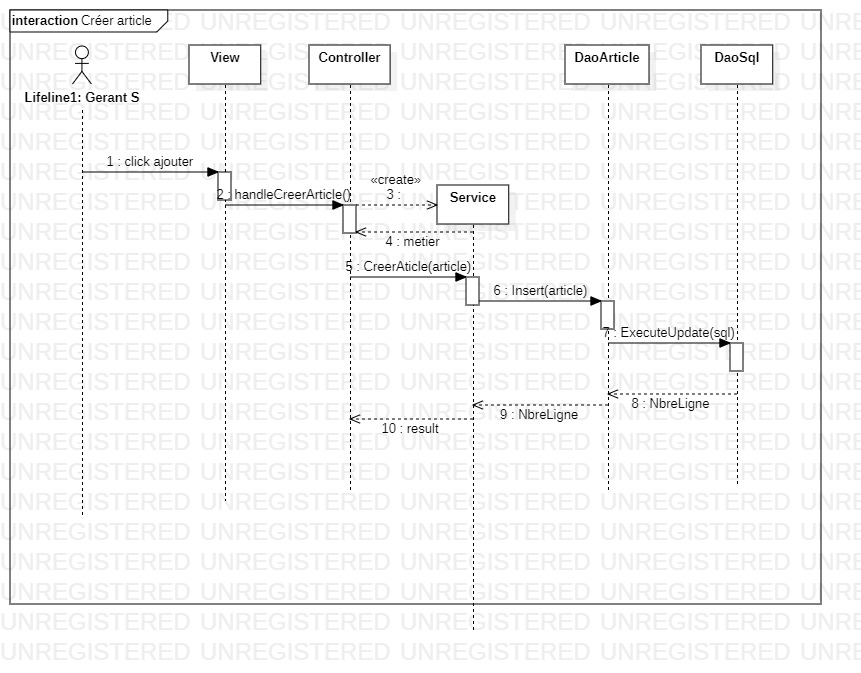 interaction Créer article
View
Controller
DaoArticle
DaoSql
Lifeline1: Gerant S
1 : click ajouter
«create»
2 : handleCreerArticle()
3 :
Service
4 : metier
5 : CreerAticle(article)
6 : Insert(article)
7 : ExecuteUpdate(sql)
8 : NbreLigne
9 : NbreLigne
10 : result
UNREGISTERED UNREGISTERED UNREGISTERED UNREGISTERED UNREGISTERED